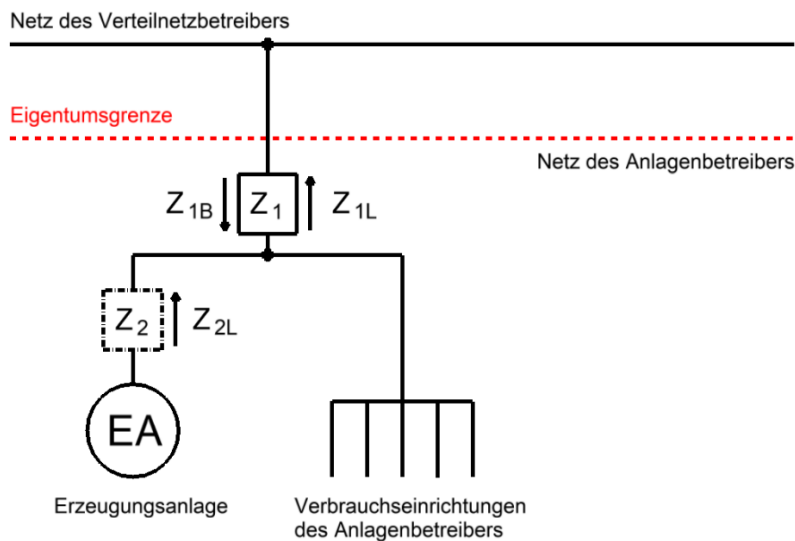 Netz des Verteilnetzbetreibers
Eigentumsgrenze
Netz des Anlagenbetreibers
Z1B Z1 Z1L
Z2 Z2L
EA
Erzeugungsanlage
Verbrauchseinrichtungen
des Anlagenbetreibers